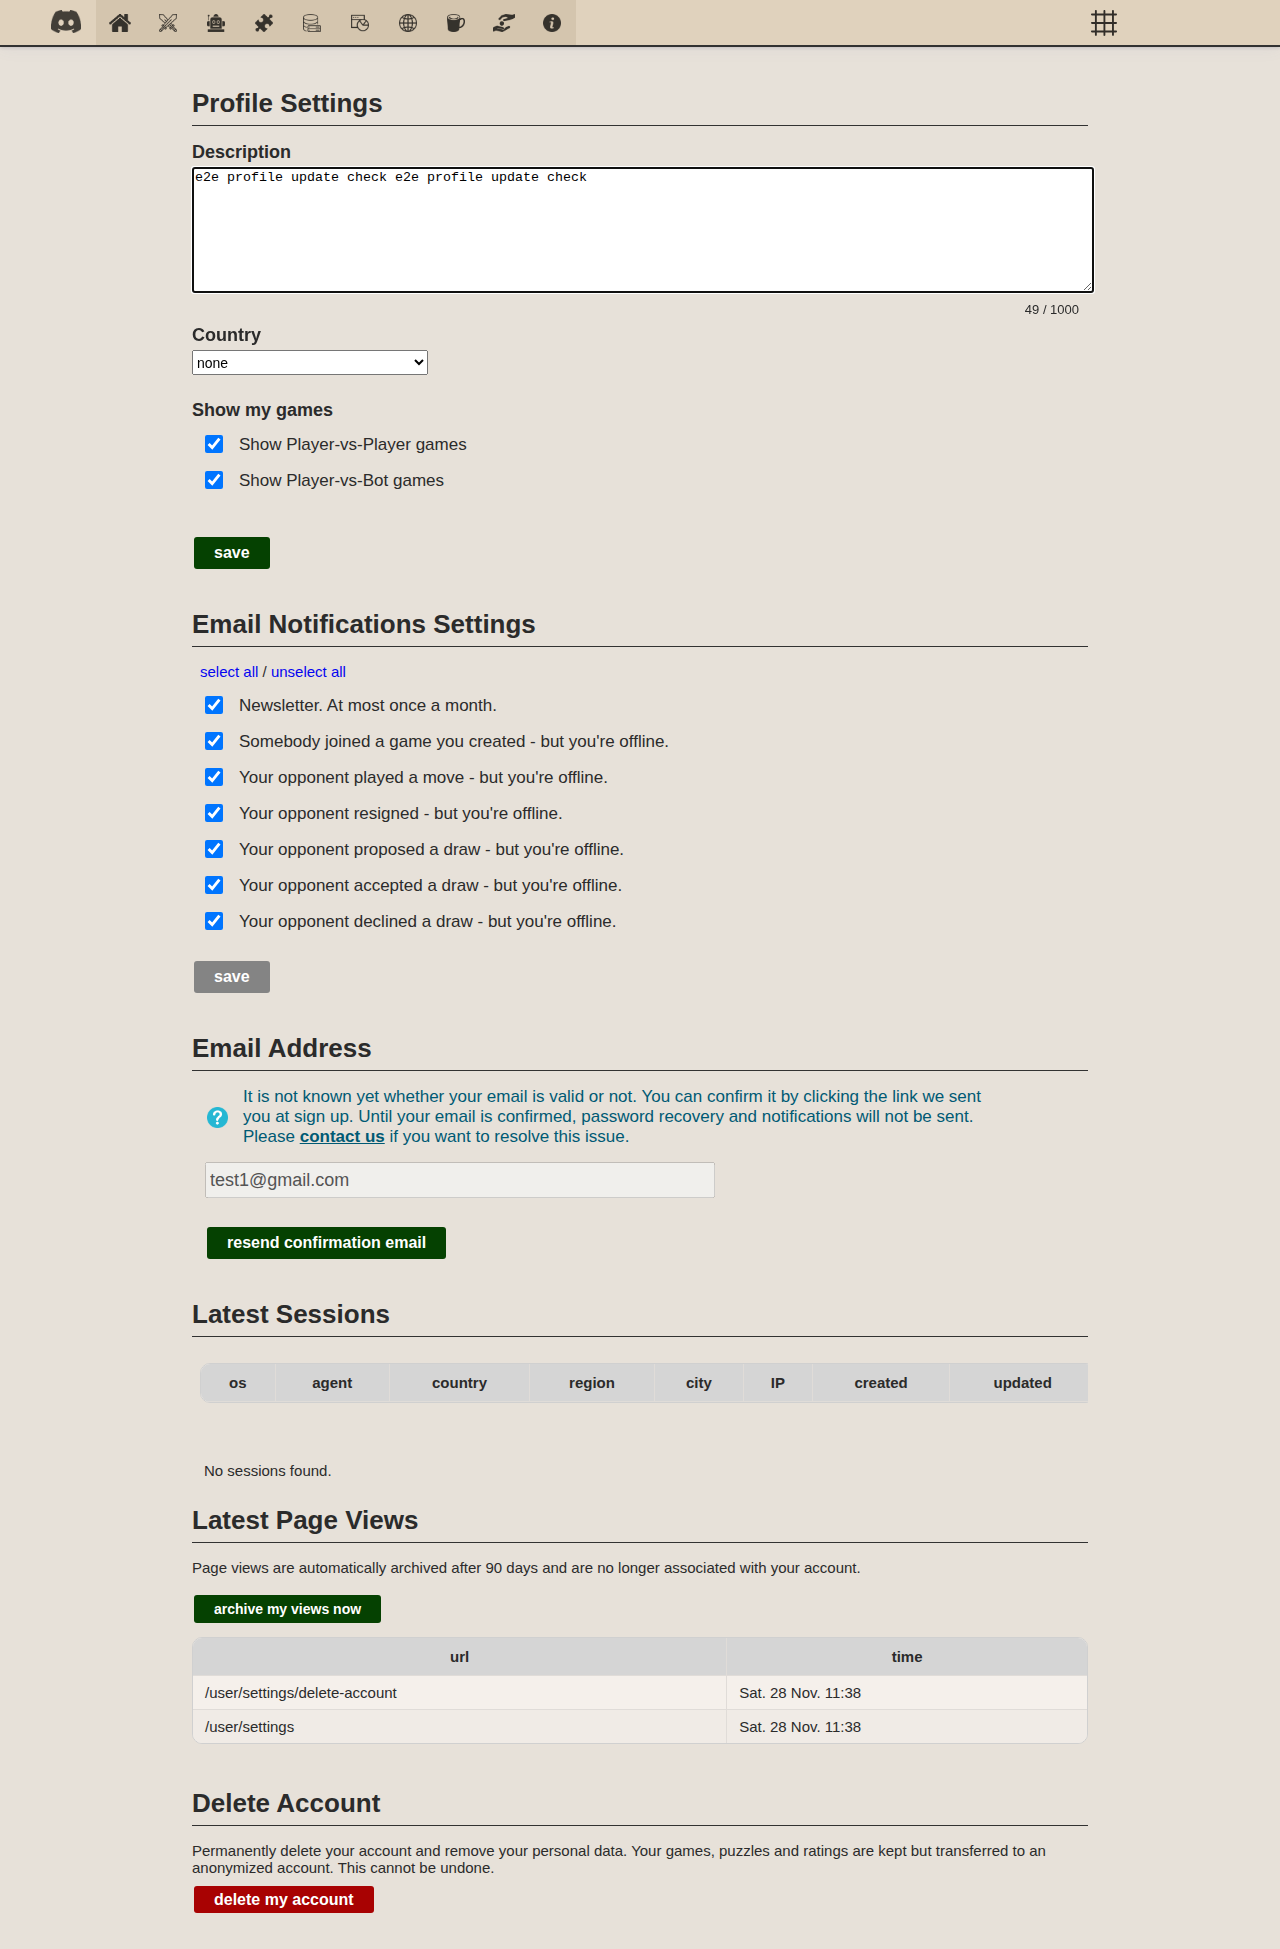 Profile Settings
Description
e2e profile update check e2e profile update check
49 / 1000
Country
none
Show my games
Show Player-vs-Player games
Show Player-vs-Bot games
save
Email Notifications Settings
select all / unselect all
Newsletter. At most once a month.
Somebody joined a game you created - but you're offline.
Your opponent played a move - but you're offline.
Your opponent resigned - but you're offline.
Your opponent proposed a draw - but you're offline.
Your opponent accepted a draw - but you're offline.
Your opponent declined a draw - but you're offline.
save
Email Address
It is not known yet whether your email is valid or not. You can confirm it by clicking the link we sent
you at sign up. Until your email is confirmed, password recovery and notifications will not be sent.
Please contact us if you want to resolve this issue.
test1@gmail.com
resend confirmation email
Latest Sessions
os agent country region city IP created updated
No sessions found.
Latest Page Views
Page views are automatically archived after 90 days and are no longer associated with your account.
archive my views now
url time
/user/settings/delete-account Sat. 28 Nov. 11:38
/user/settings Sat. 28 Nov. 11:38
Delete Account
Permanently delete your account and remove your personal data. Your games, puzzles and ratings are kept but transferred to an
anonymized account. This cannot be undone.
delete my account